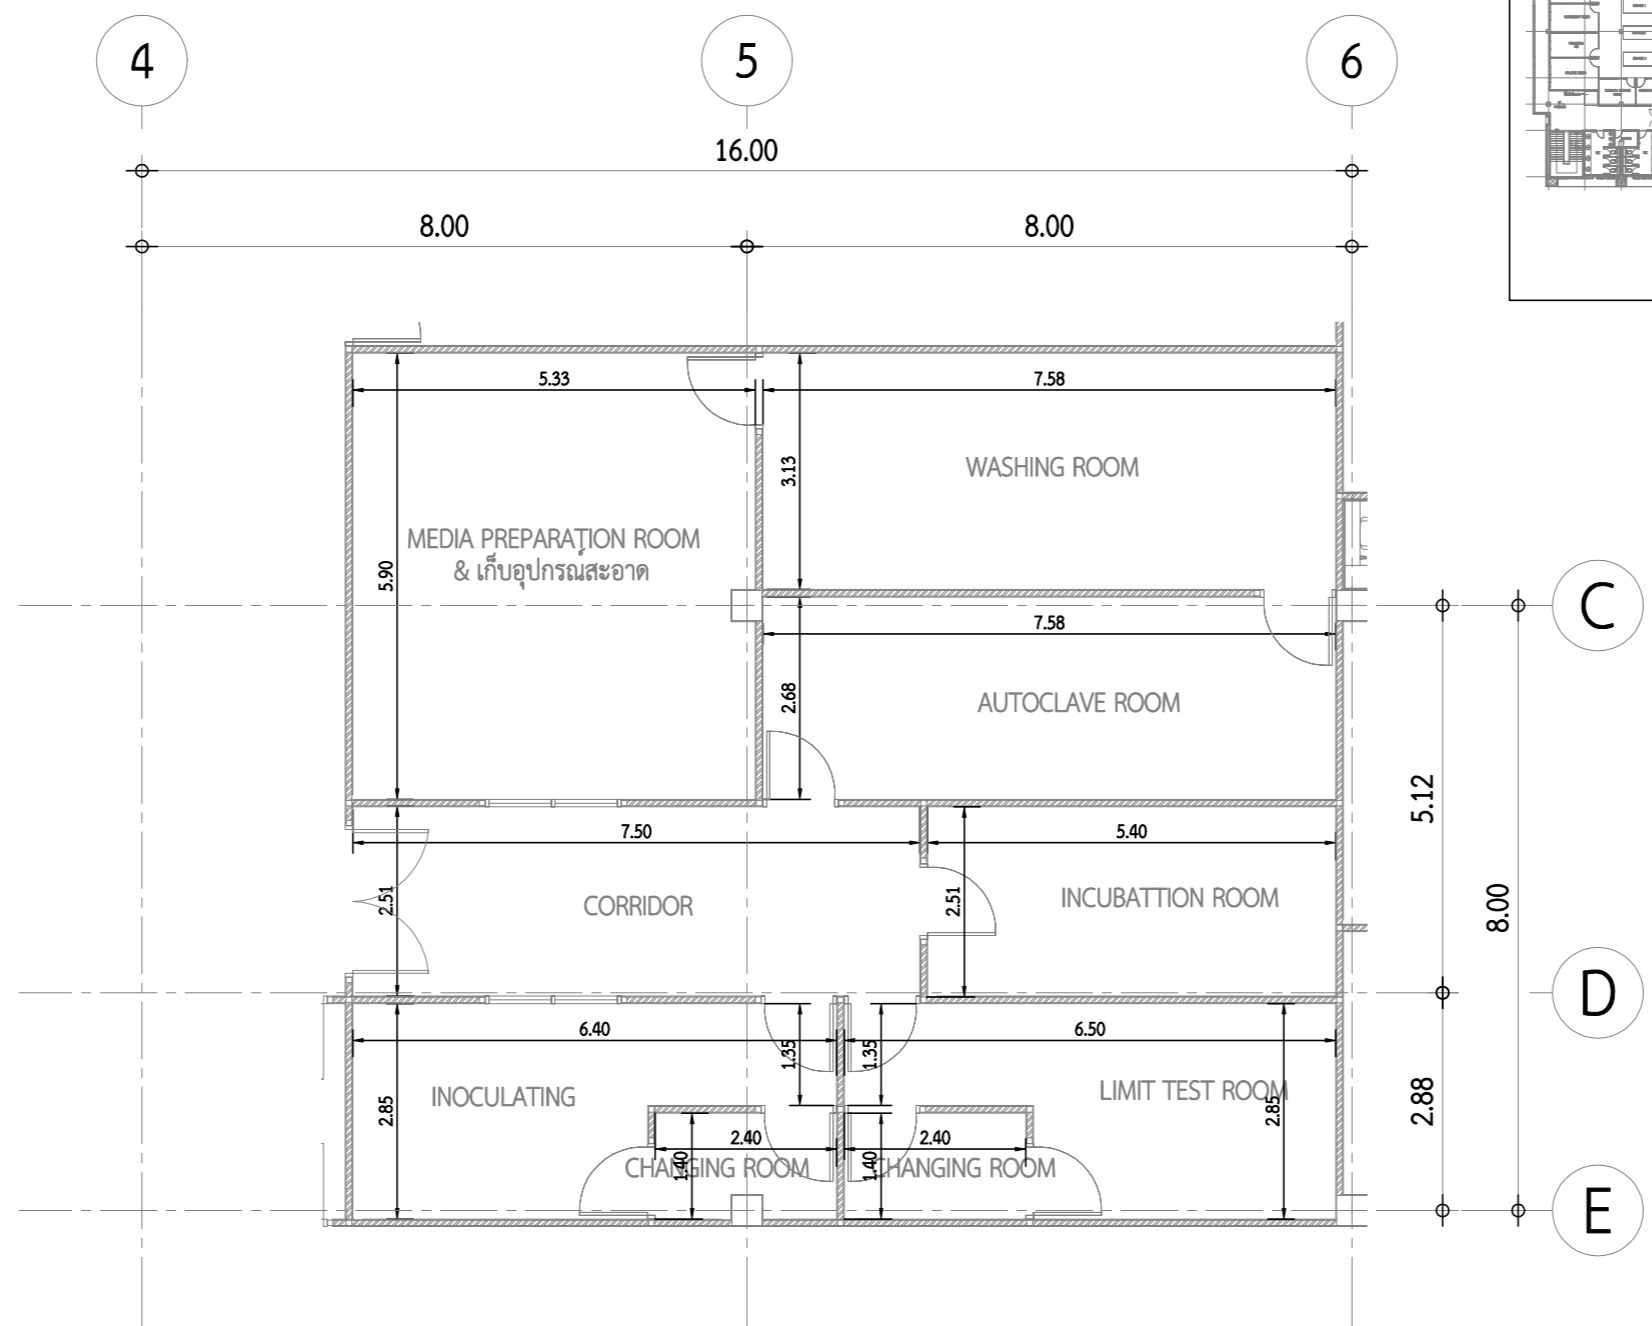 4
5
6
16.00
8.00
8.00
5.33
7.58
3.13
WASHING ROOM
MEDIA PREPARATION ROOM
& เก็บอุปกรณ์สะอาด
5.90
C
7.58
2.68
AUTOCLAVE ROOM
5.12
7.50
5.40
2.51
CORRIDOR
2.51
INCUBATTION ROOM
8.00
D
6.40
6.50
1.35
1.35
INOCULATING
2.85
LIMIT TEST ROOM
2.85
2.88
2.40
2.40
1.40
CHANGING ROOM
1.40
CHANGING ROOM
E